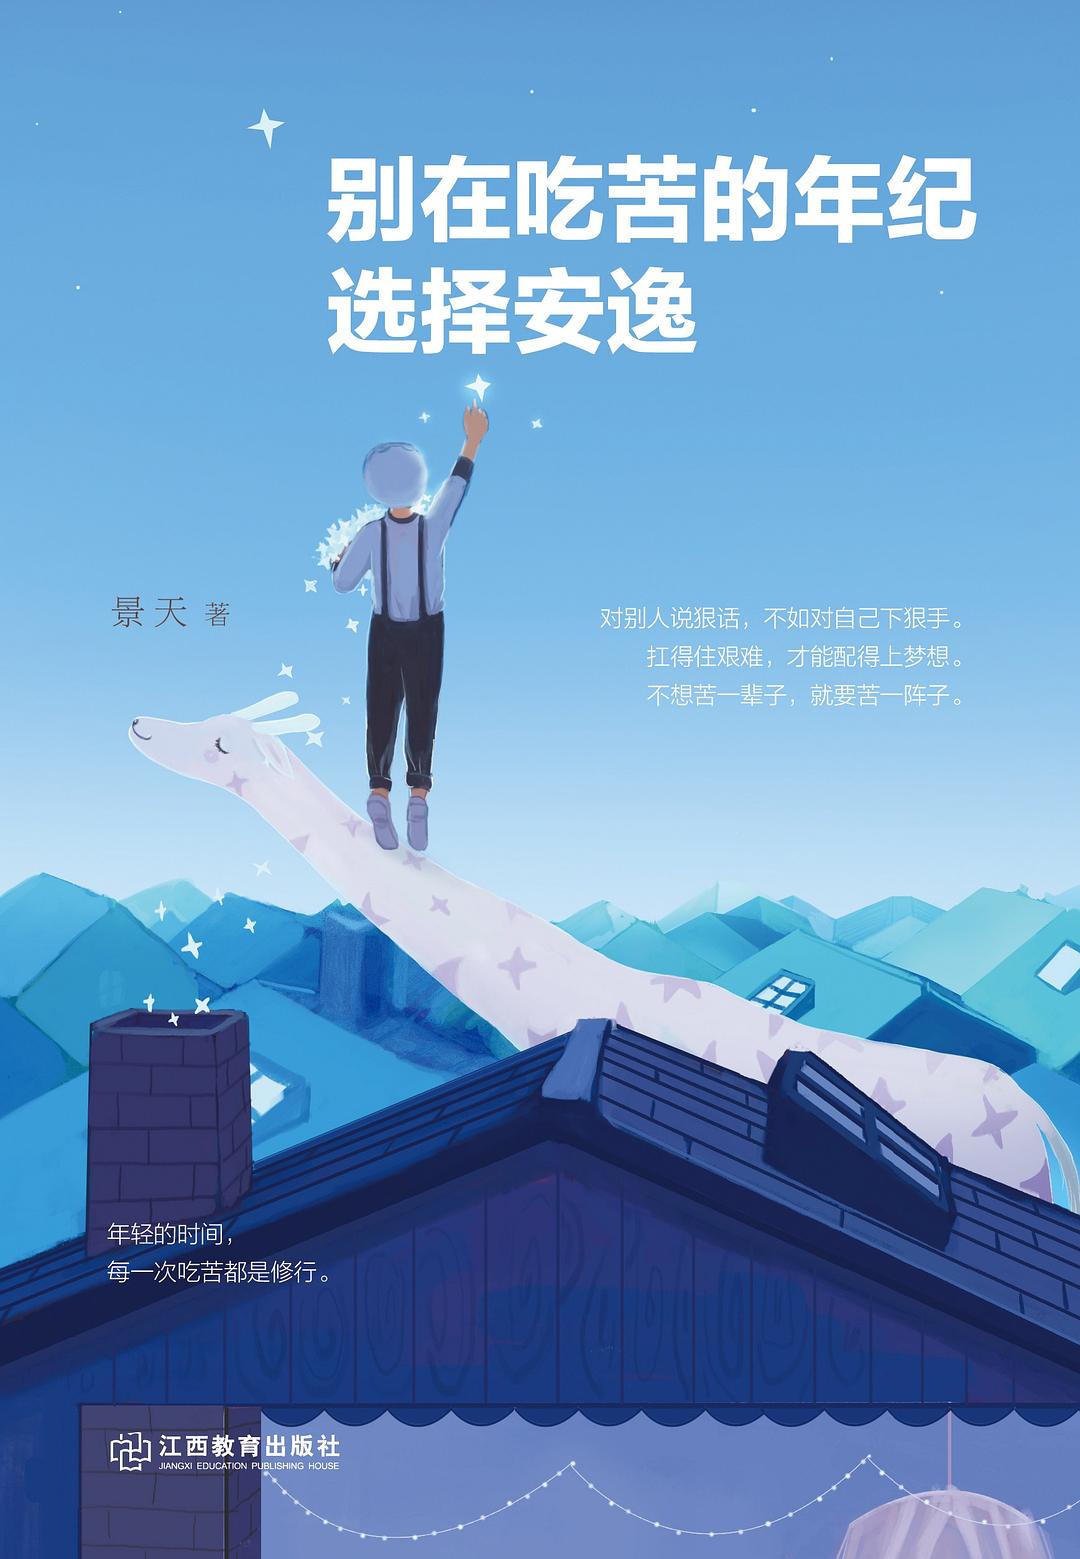 别在吃苦的年纪
选择安逸
景天 著
对别人说狠话，不如对自己下狠手。
扛得住艰难，才能配得上梦想。
不想苦一辈子，就要苦一阵子。
年轻的时间，
每一次吃苦都是修行。
江西教育出版社
JIANGXI EDUCATION PUBLISHING HOUSE